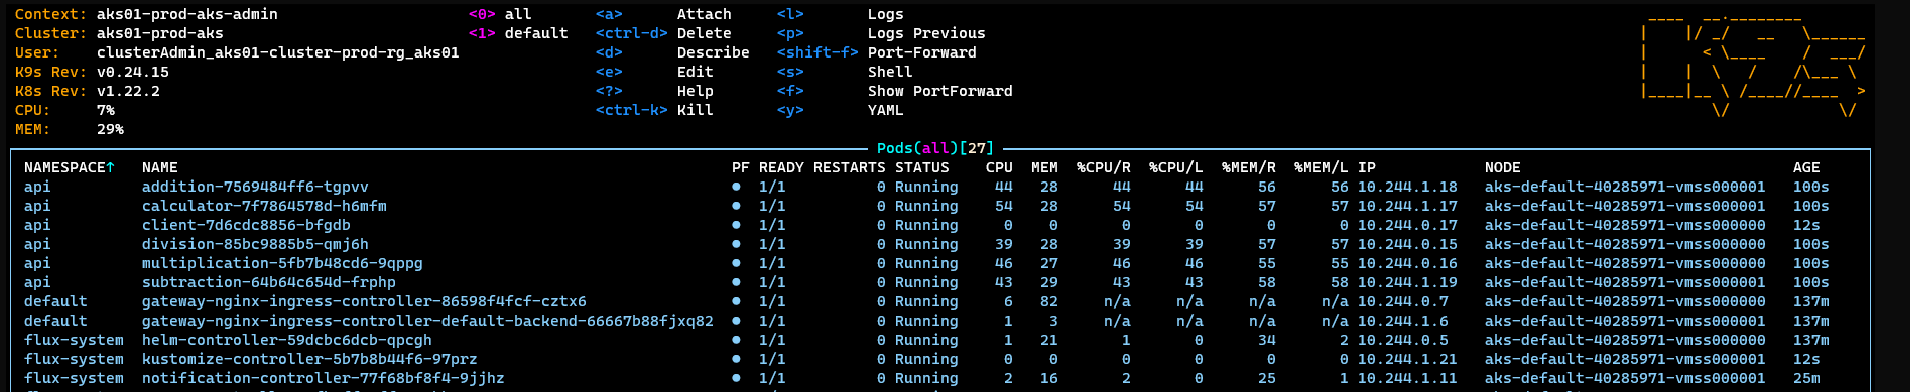 Context: aks01-prod-aks-admin <0> all <a> Attach <l> Logs
Cluster: aks01-prod-aks <1> default <ctrl-d> Delete <p> Logs Previous
User: clusterAdmin_aks01-cluster-prod-rg_aks01 <d> Describe <shift-f> Port-Forward
K9s Rev: v0.24.15 <e> Edit <s> Shell
K8s Rev: v1.22.2 <?> Help <f> Show PortForward
CPU: 7% <ctrl-k> Kill <y> YAML
MEM: 29%
Pods(all)[27]
NAMESPACE↑ NAME PF READY RESTARTS STATUS CPU MEM %CPU/R %CPU/L %MEM/R %MEM/L IP NODE AGE
api addition-7569484ff6-tgpvv ● 1/1 0 Running 44 28 44 44 56 56 10.244.1.18 aks-default-40285971-vmss000001 100s
api calculator-7f7864578d-h6mfm ● 1/1 0 Running 54 28 54 54 57 57 10.244.1.17 aks-default-40285971-vmss000001 100s
api client-7d6cdc8856-bfgdb ● 1/1 0 Running 0 0 0 0 0 0 10.244.0.17 aks-default-40285971-vmss000000 12s
api division-85bc9885b5-qmj6h ● 1/1 0 Running 39 28 39 39 57 57 10.244.0.15 aks-default-40285971-vmss000000 100s
api multiplication-5fb7b48cd6-9qppg ● 1/1 0 Running 46 27 46 46 55 55 10.244.0.16 aks-default-40285971-vmss000000 100s
api subtraction-64b64c654d-frphp ● 1/1 0 Running 43 29 43 43 58 58 10.244.1.19 aks-default-40285971-vmss000001 100s
default gateway-nginx-ingress-controller-86598f4fcf-cztx6 ● 1/1 0 Running 6 82 n/a n/a n/a n/a 10.244.0.7 aks-default-40285971-vmss000000 137m
default gateway-nginx-ingress-controller-default-backend-66667b88fjxq82 ● 1/1 0 Running 1 3 n/a n/a n/a n/a 10.244.1.6 aks-default-40285971-vmss000001 137m
flux-system helm-controller-59dcbc6dcb-qpcgh ● 1/1 0 Running 1 21 1 0 34 2 10.244.0.5 aks-default-40285971-vmss000000 137m
flux-system kustomize-controller-5b7b8b44f6-97prz ● 1/1 0 Running 0 0 0 0 0 0 10.244.1.21 aks-default-40285971-vmss000001 12s
flux-system notification-controller-77f68bf8f4-9jjhz ● 1/1 0 Running 2 16 2 0 25 1 10.244.1.11 aks-default-40285971-vmss000001 25m